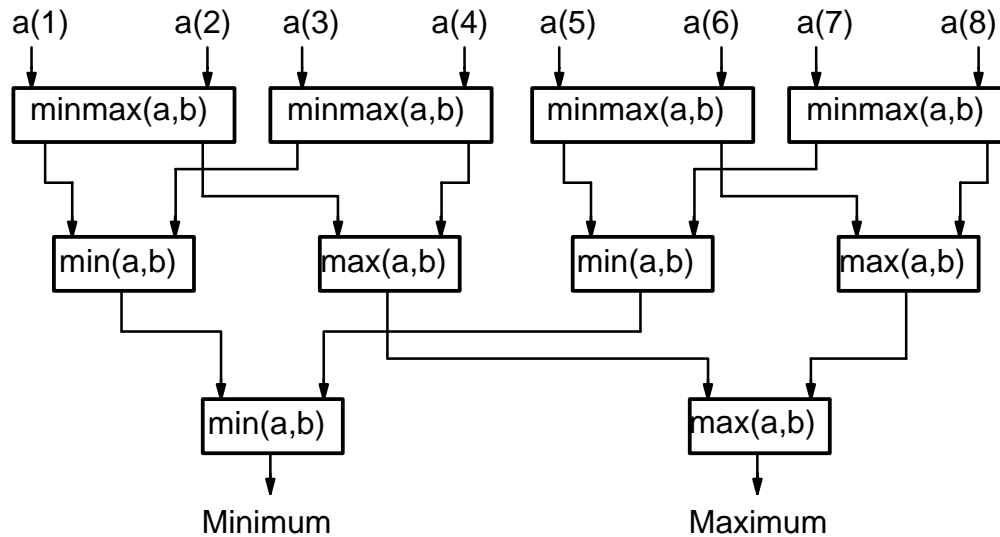 a(1) a(2) a(3) a(4) a(5) a(6) a(7) a(8)
minmax(a,b) minmax(a,b) minmax(a,b) minmax(a,b)
min(a,b) max(a,b) min(a,b) max(a,b)
min(a,b) max(a,b)
Minimum Maximum